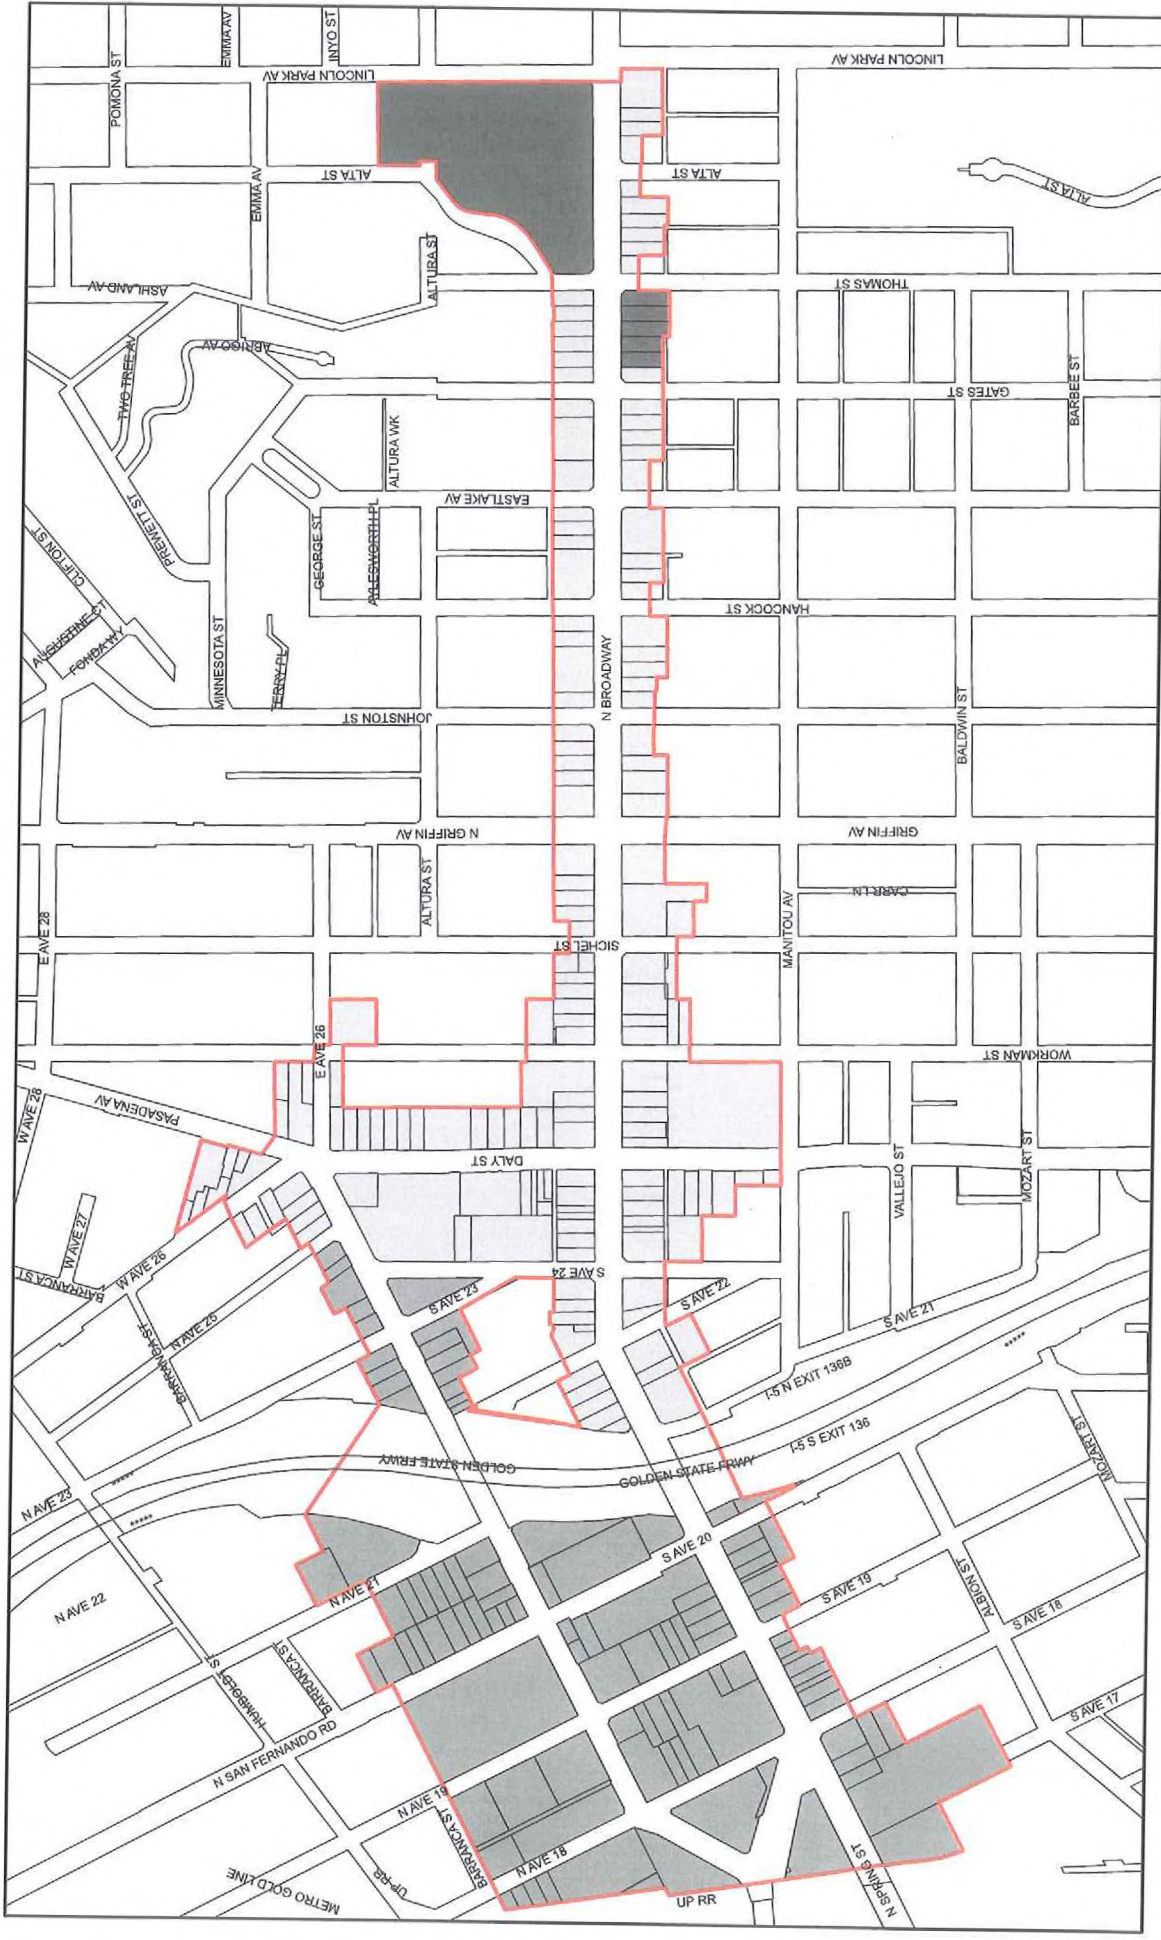 POMONA ST
EMMA AV
INYO ST
LINCOLN PARK AV
LINCOLN PARK AV
EMMA AV
ALTA ST
ALTA ST
ALTA ST
ASHLAND AV
ALTURA ST
THOMAS ST
TWO TREE AV
ABRIGO AV
GATES ST
BARBEE ST
ALTURA WK
EASTLAKE AV
PREWETT ST
CLIFTON ST
GEORGE ST
AYLESWORTH PL
HANCOCK ST
AUGUSTINE CT
FONDA WY
MINNESOTA ST
TERRY PL
N BROADWAY
JOHNSTON ST
BALDWIN ST
N GRIFFIN AV
GRIFFIN AV
ALTURA ST
CARR LN
E AVE 28
SICHEL ST
MANITOU AV
E AVE 26
WORKMAN ST
W AVE 28
PASADENA AV
DALY ST
VALLEJO ST
MOZART ST
W AVE 27
W AVE 26
BARRANCA ST
S AVE 24
S AVE 23
S AVE 22
S AVE 21
N AVE 25
BARRANCA ST
I-5 N EXIT 136B
I-5 S EXIT 136
GOLDEN STATE FRWY
GOLDEN STATE FRWY
MOZART ST
N AVE 23
*****
*****
*****
S AVE 20
N AVE 22
N AVE 21
S AVE 19
ALBION ST
S AVE 18
BARRANCA ST
HUMBOLDT ST
N SAN FERNANDO RD
S AVE 17
N AVE 19
BARRANCA ST
N AVE 18
UP RR
METRO GOLD LINE
UP RR
N SPRING ST